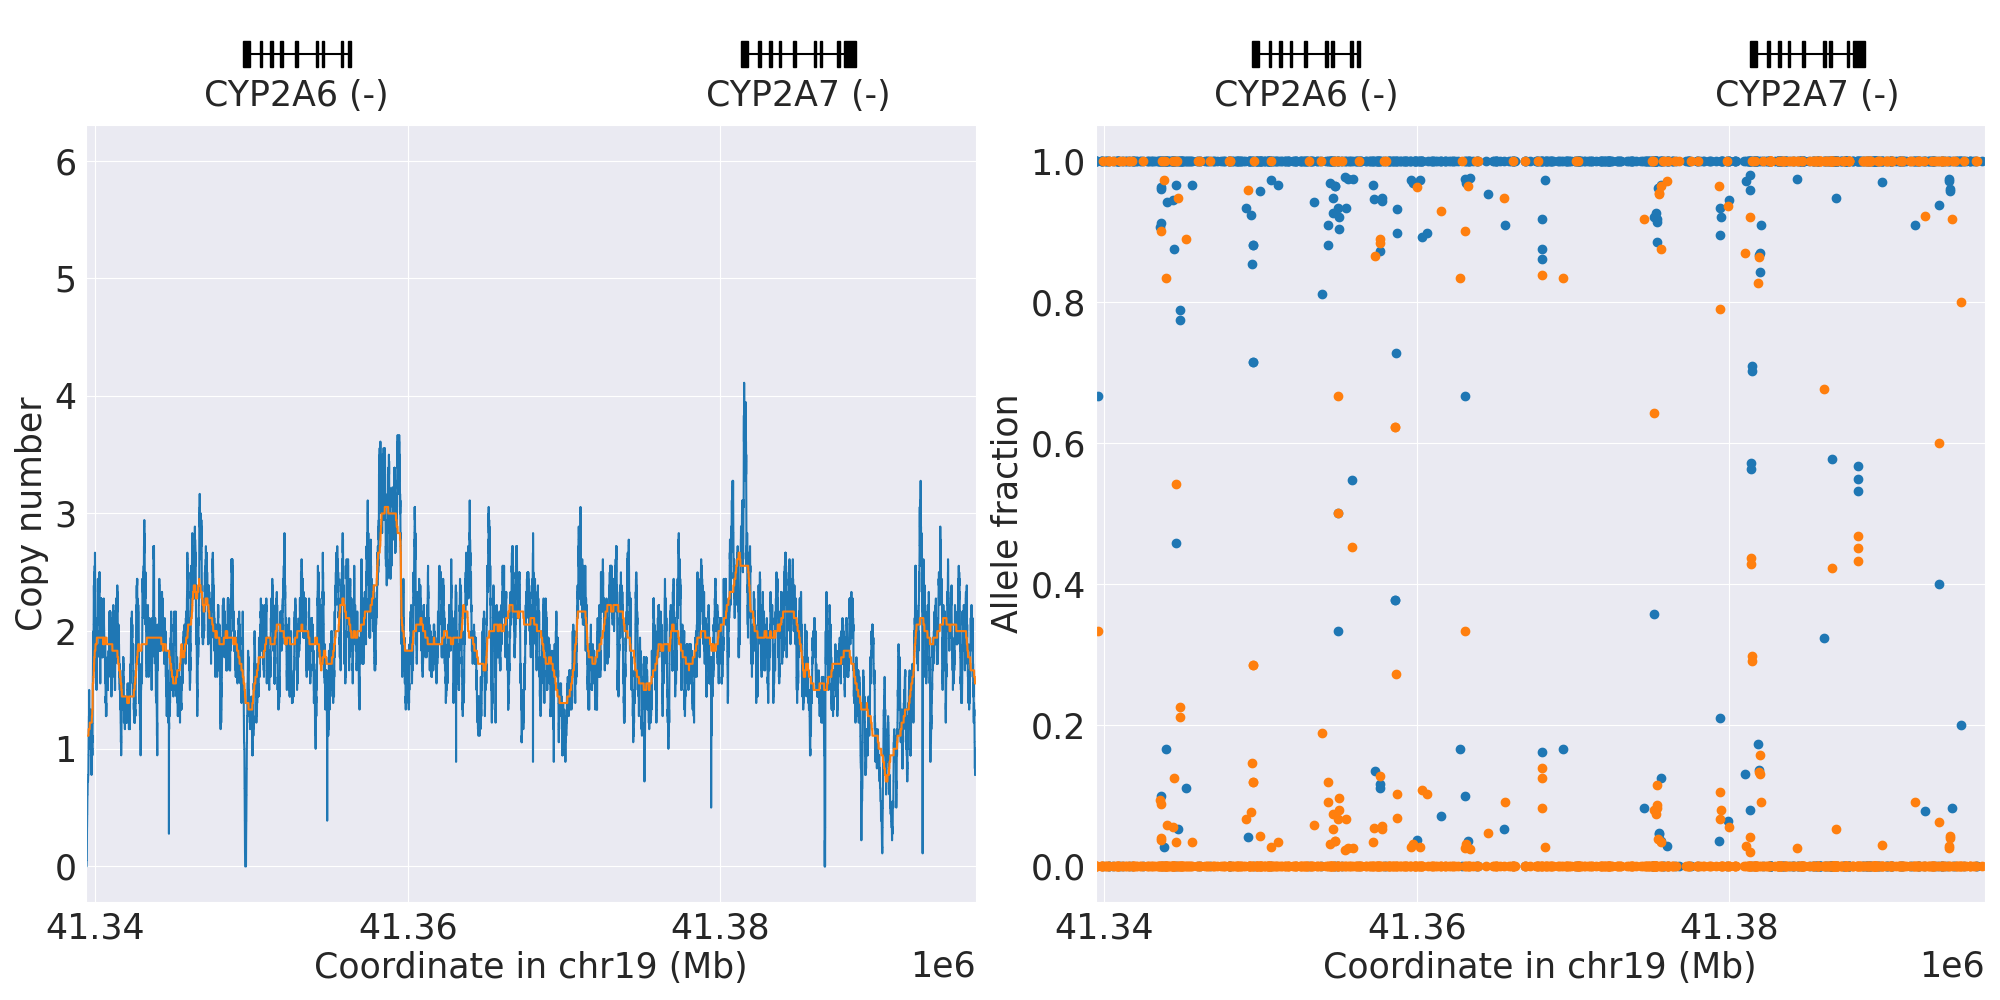 CYP2A6 (-)
CYP2A7 (-)
Copy number
6
5
4
3
2
1
0
41.34
41.36
41.38
Coordinate in chr19 (Mb)
1e6
CYP2A6 (-)
CYP2A7 (-)
Allele fraction
1.0
0.8
0.6
0.4
0.2
0.0
41.34
41.36
41.38
Coordinate in chr19 (Mb)
1e6